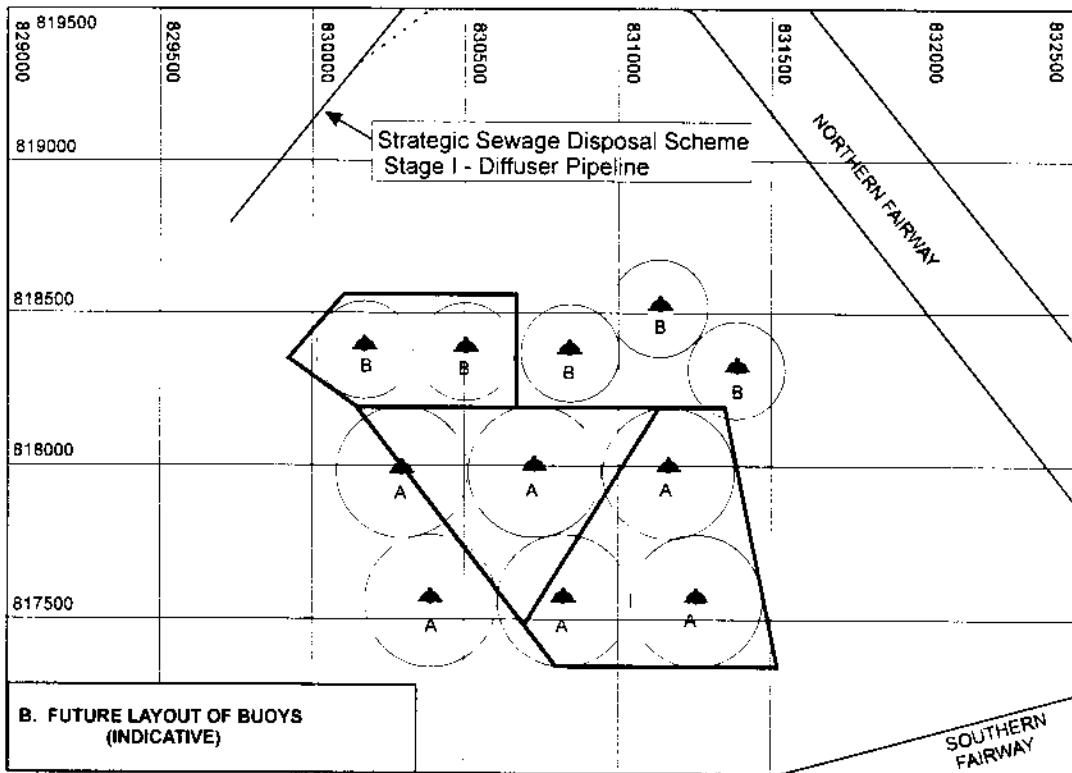 819500
829000
829500
830000
830500
831000
831500
832000
832500
Strategic Sewage Disposal Scheme
Stage I - Diffuser Pipeline
819000
NORTHERN FAIRWAY
818500
B
B
B
B
B
818000
A
A
A
817500
A
A
A
B. FUTURE LAYOUT OF BUOYS
(INDICATIVE)
SOUTHERN
FAIRWAY